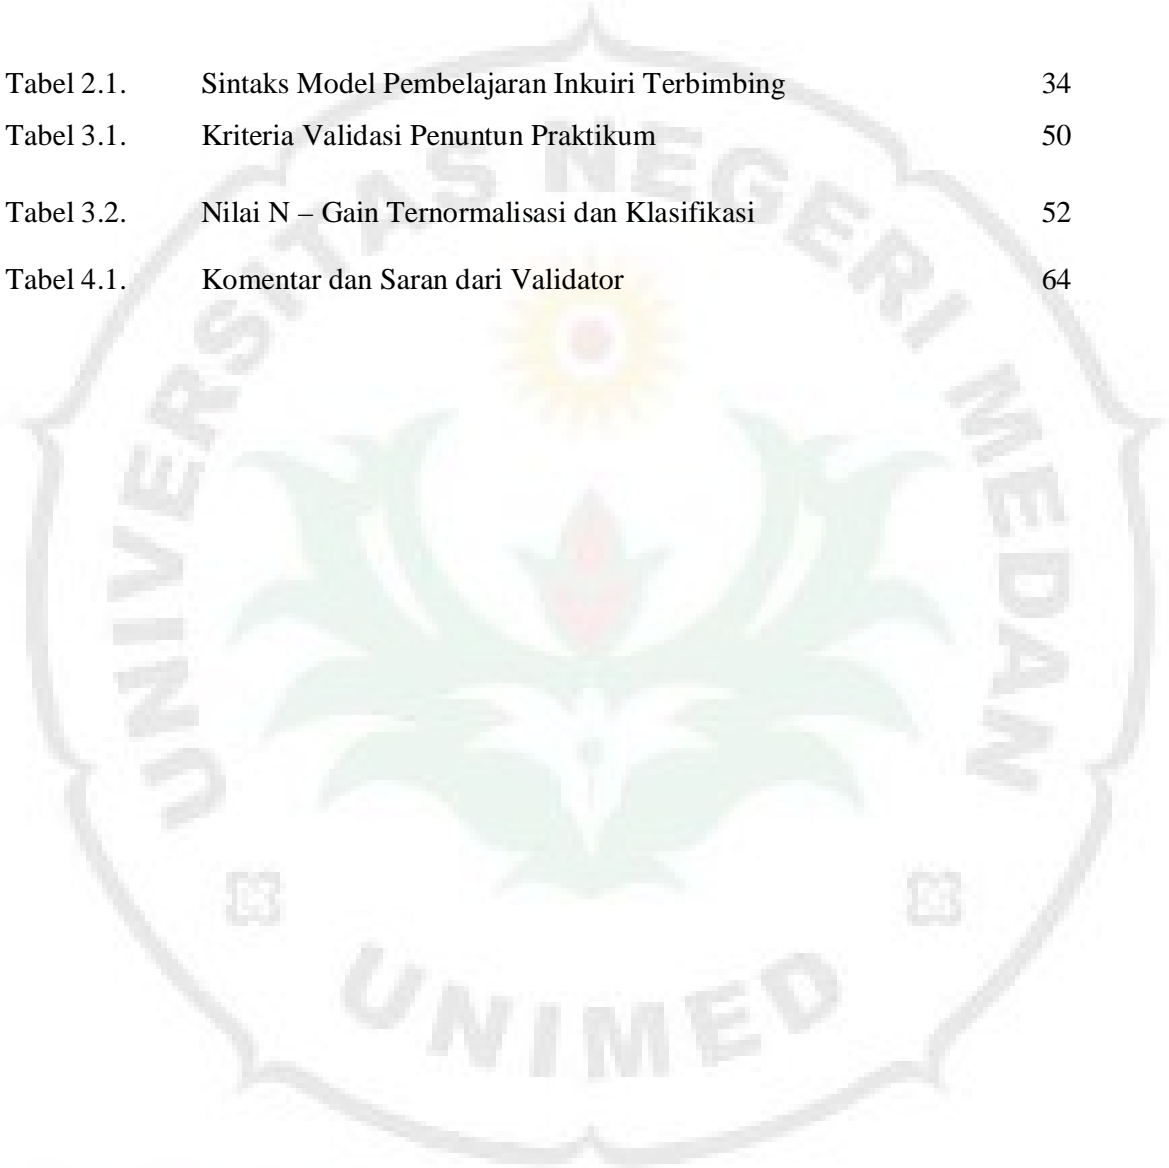 Tabel 2.1. Sintaks Model Pembelajaran Inkuiri Terbimbing 34
Tabel 3.1. Kriteria Validasi Penuntun Praktikum 50
Tabel 3.2. Nilai N – Gain Ternormalisasi dan Klasifikasi 52
Tabel 4.1. Komentar dan Saran dari Validator 64
UNIVERSITAS NEGERI MEDAN
UNIMED